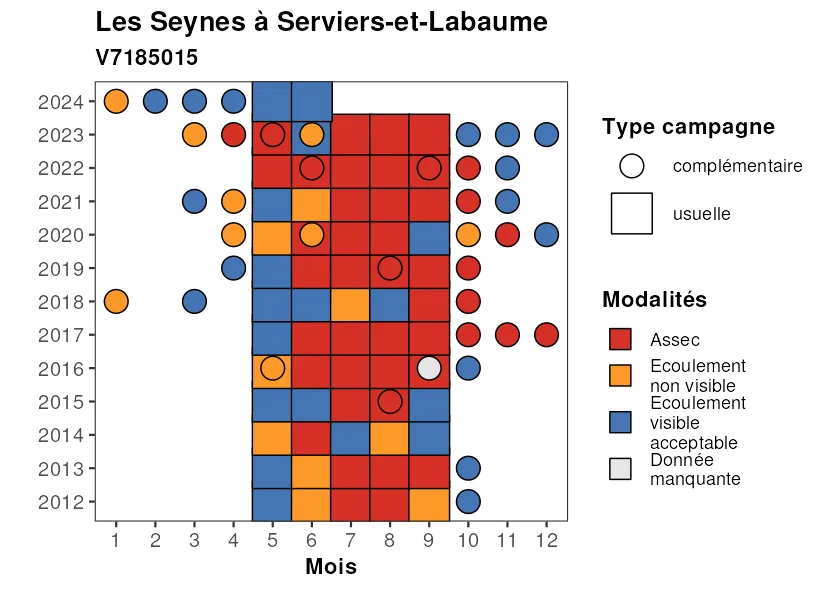 Les Seynes à Serviers-et-Labaume
V7185015
2024
2023
2022
2021
2020
2019
2018
2017
2016
2015
2014
2013
2012
1 2 3 4 5 6 7 8 9 10 11 12
Mois
Type campagne
complémentaire
usuelle
Modalités
Assec
Ecoulement
non visible
Ecoulement
visible
acceptable
Donnée
manquante